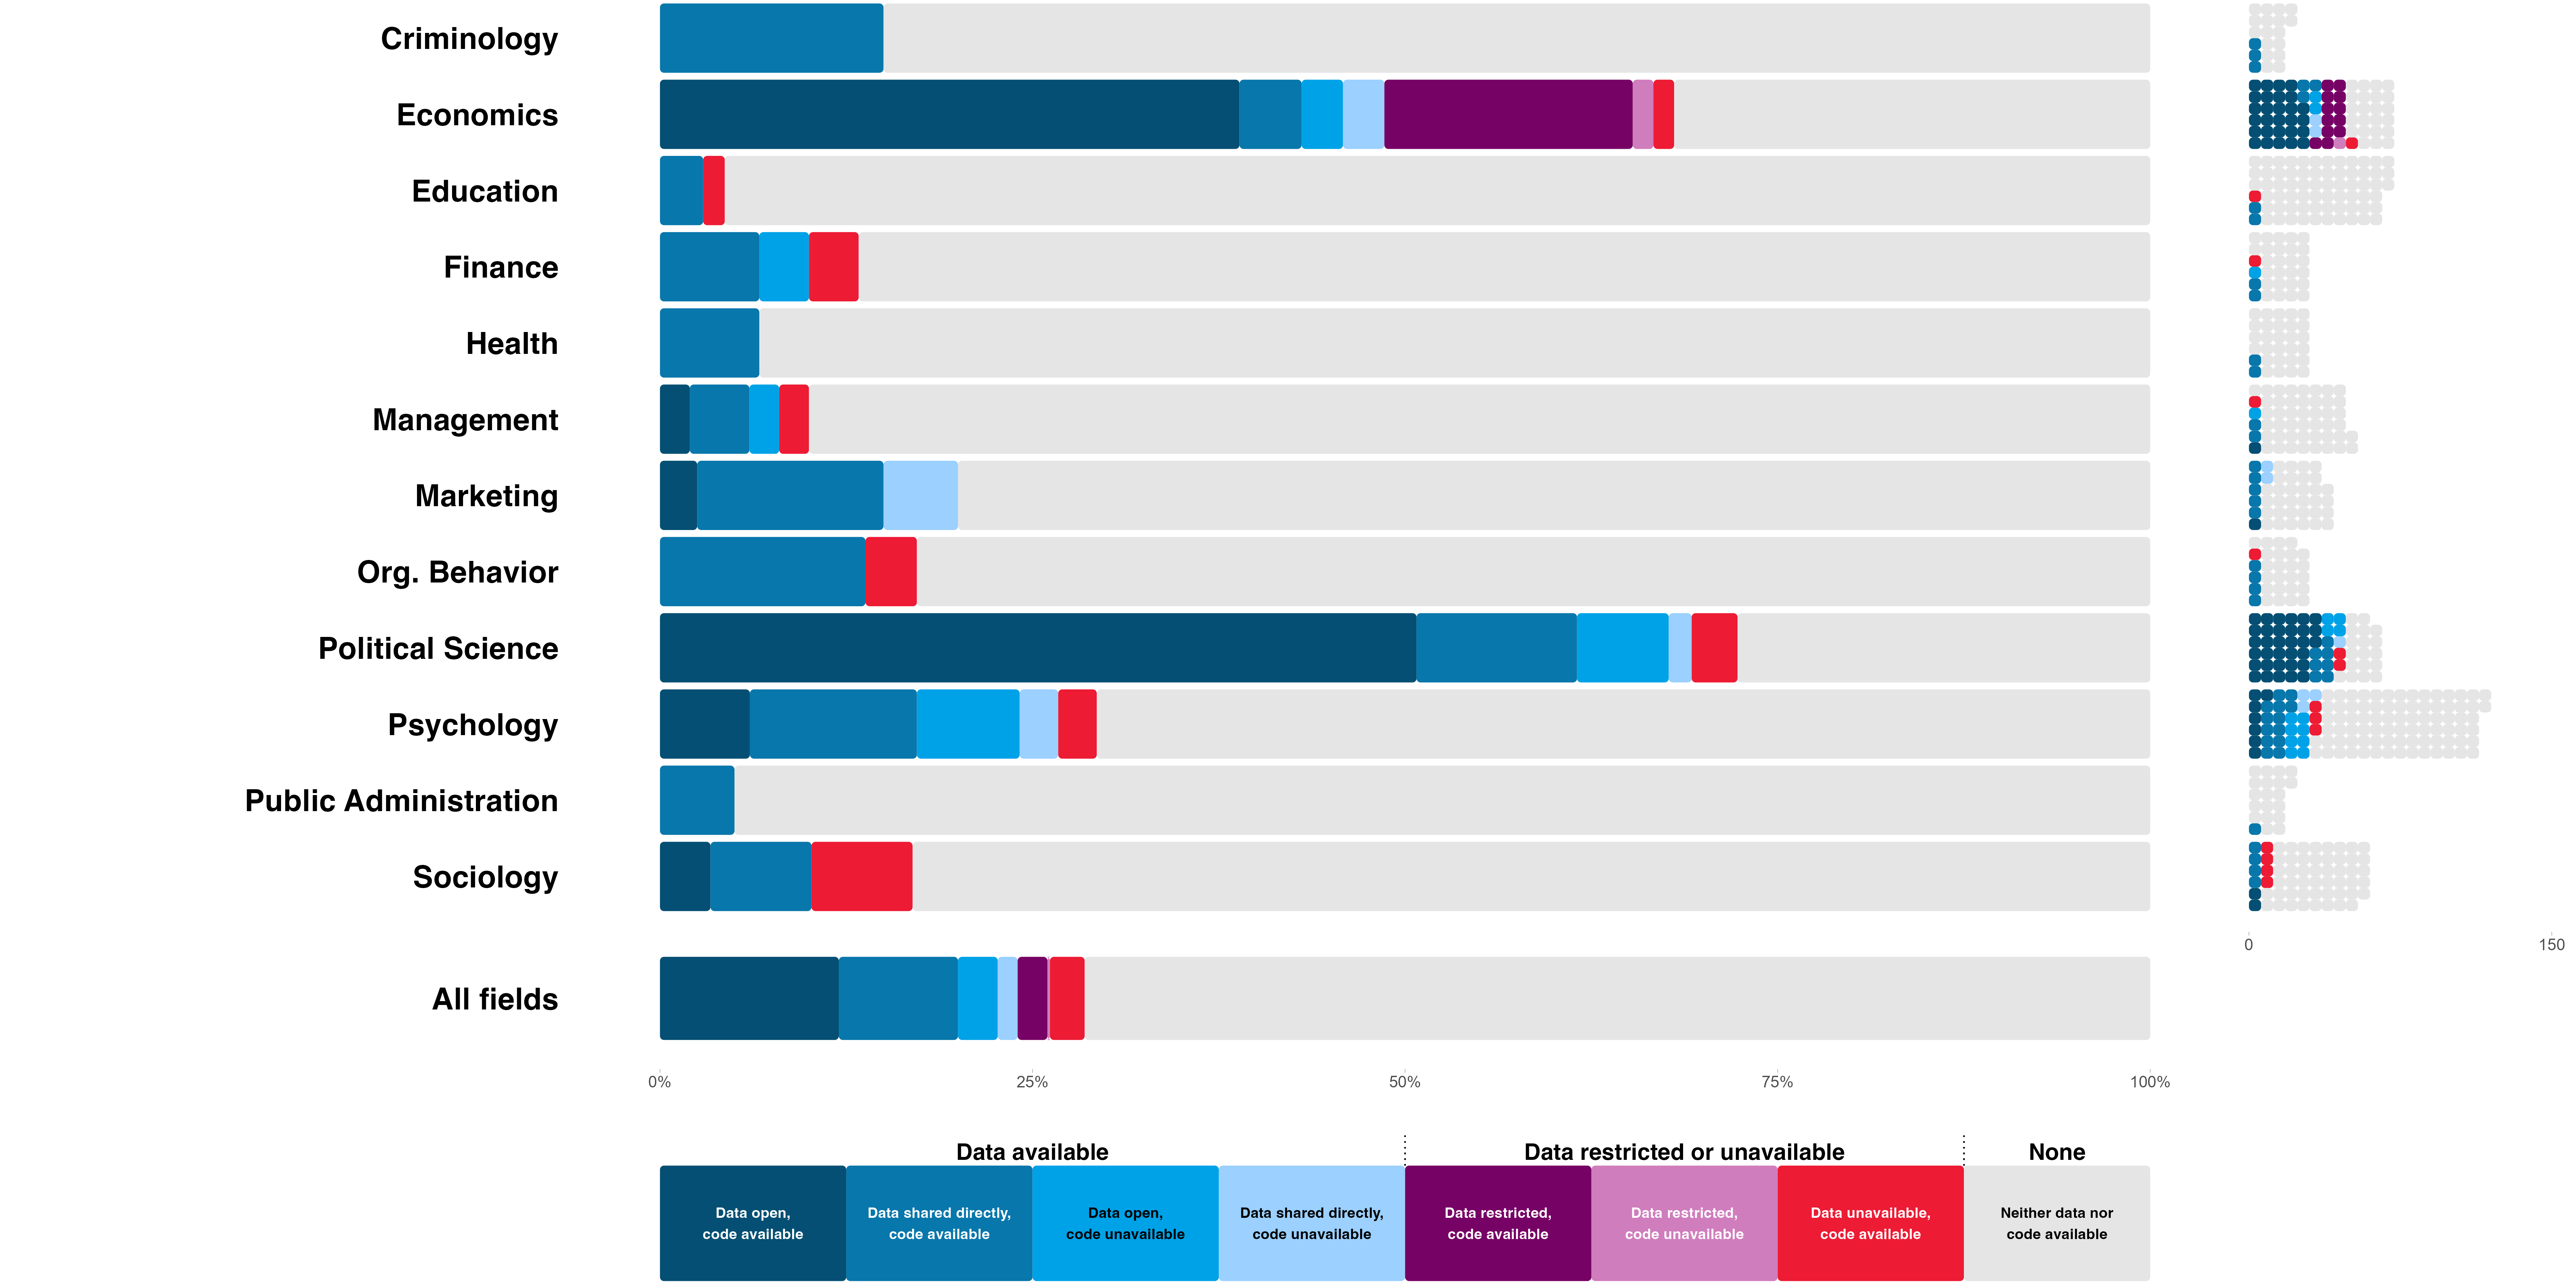 Criminology
Economics
Education
Finance
Health
Management
Marketing
Org. Behavior
Political Science
Psychology
Public Administration
Sociology
0 150
All fields
0% 25% 50% 75% 100%
Data available Data restricted or unavailable None
Data open, Data shared directly, Data open, Data shared directly, Data restricted, Data restricted, Data unavailable, Neither data nor
code available code available code unavailable code unavailable code available code unavailable code available code available